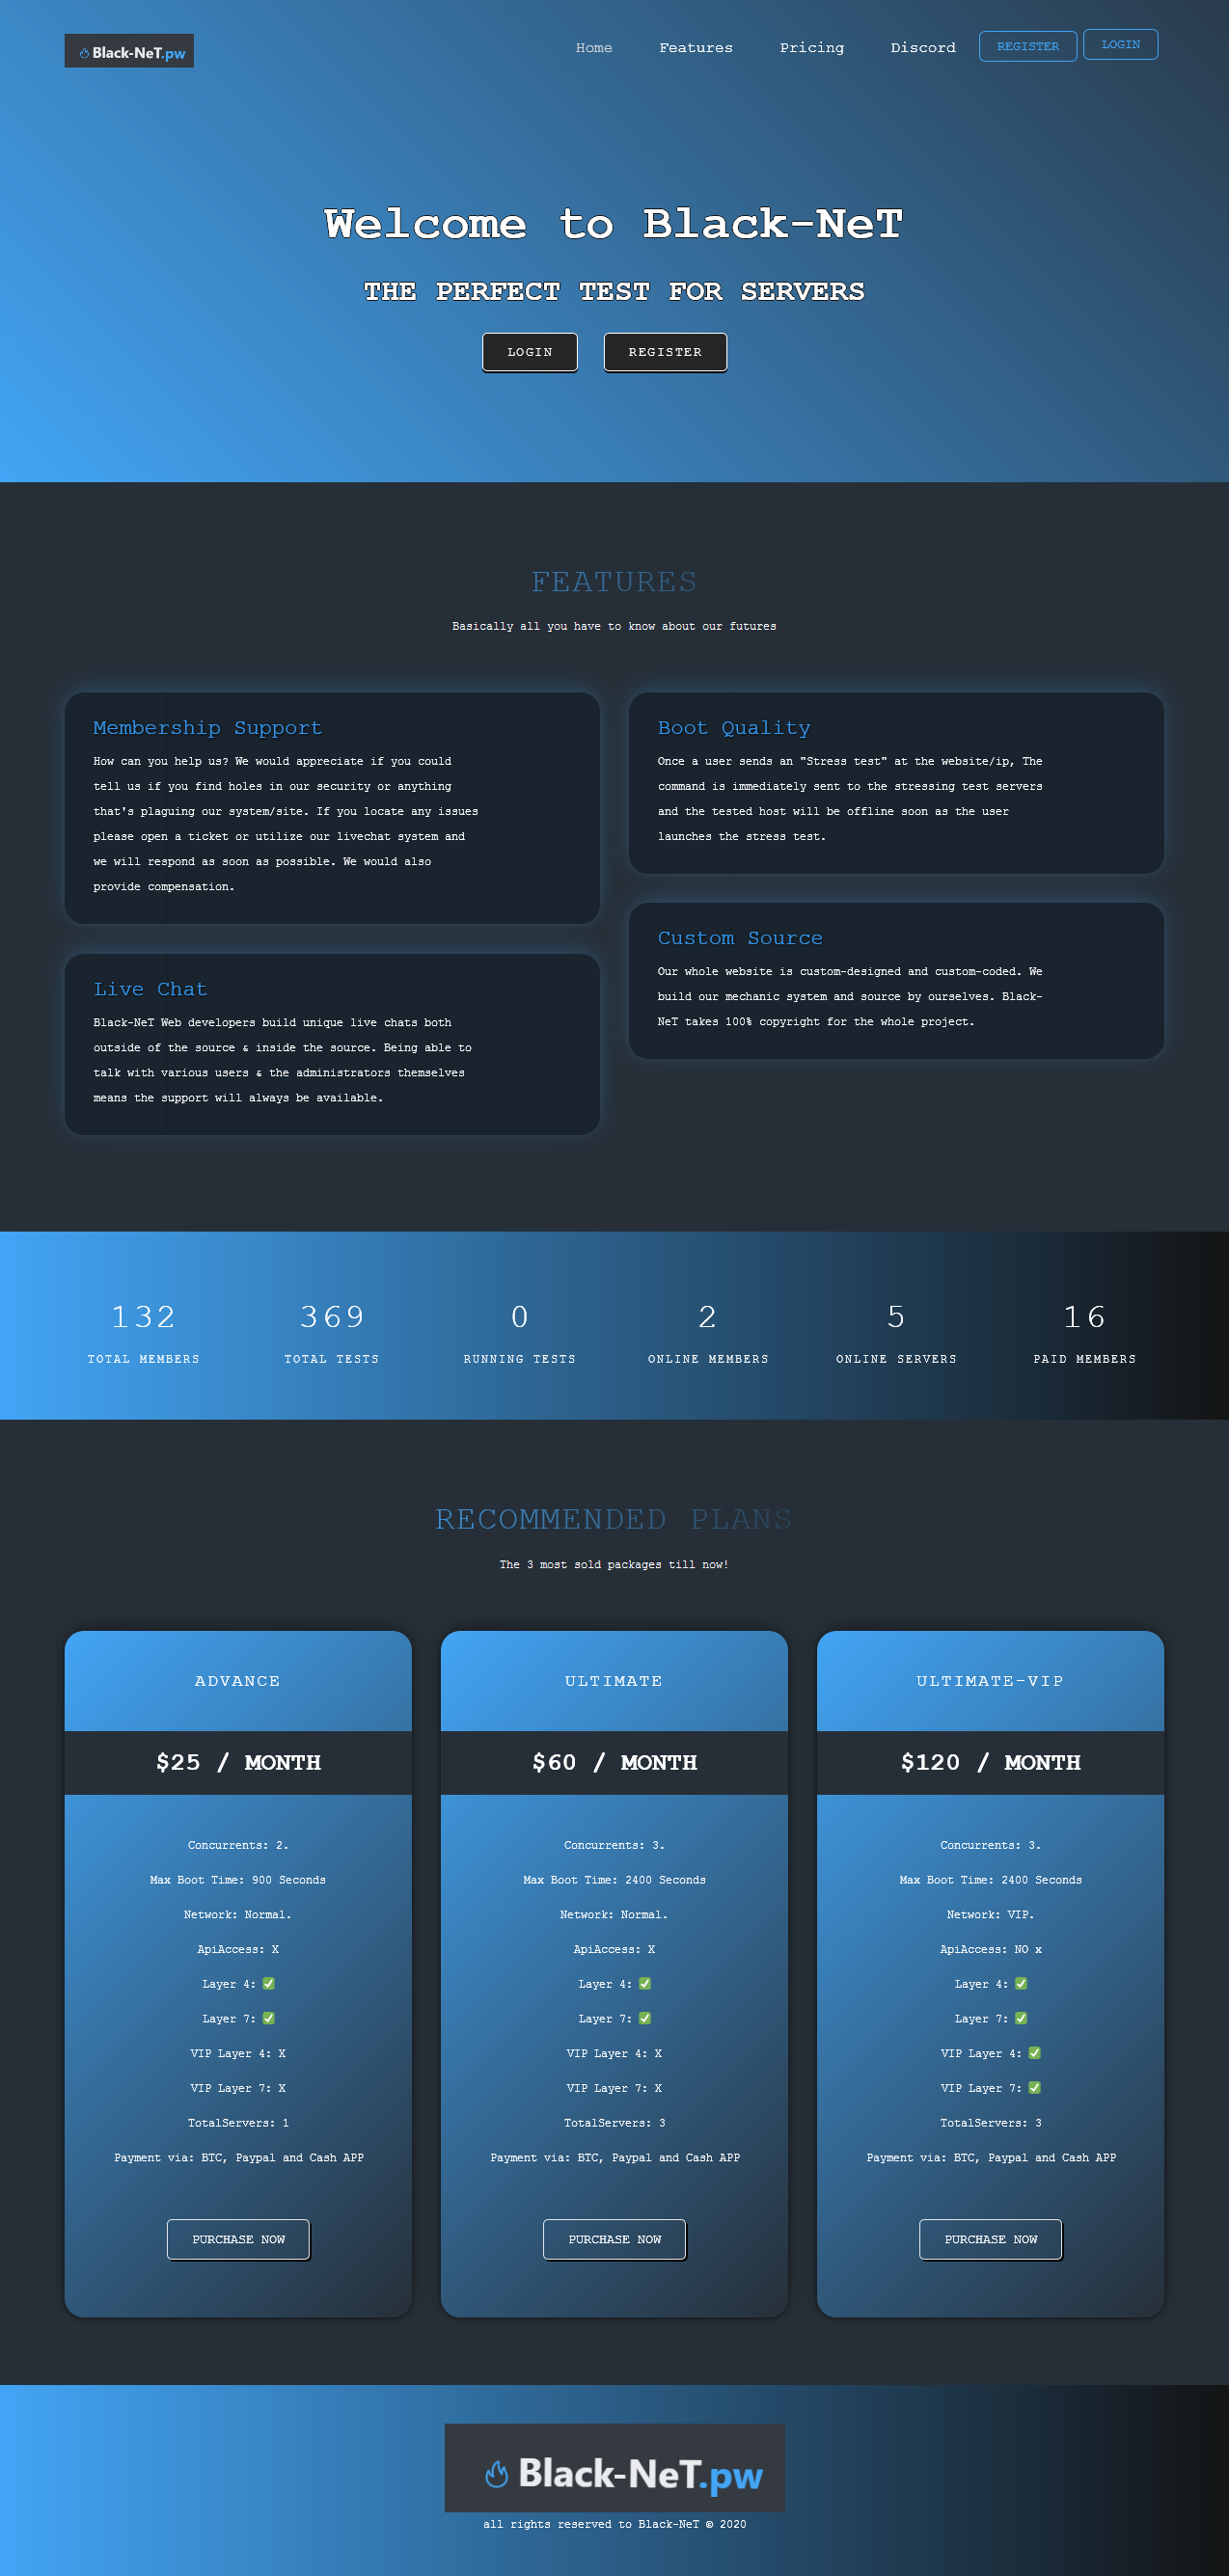 Black-NeT.pw
Home Features Pricing Discord REGISTER LOGIN
Welcome to Black-NeT
THE PERFECT TEST FOR SERVERS
LOGIN REGISTER
FEATURES
Basically all you have to know about our futures
Membership Support
How can you help us? We would appreciate if you could
tell us if you find holes in our security or anything
that's plaguing our system/site. If you locate any issues
please open a ticket or utilize our livechat system and
we will respond as soon as possible. We would also
provide compensation.
Live Chat
Black-NeT Web developers build unique live chats both
outside of the source & inside the source. Being able to
talk with various users & the administrators themselves
means the support will always be available.
Boot Quality
Once a user sends an "Stress test" at the website/ip, The
command is immediately sent to the stressing test servers
and the tested host will be offline soon as the user
launches the stress test.
Custom Source
Our whole website is custom-designed and custom-coded. We
build our mechanic system and source by ourselves. Black-
NeT takes 100% copyright for the whole project.
132 369 0 2 5 16
TOTAL MEMBERS TOTAL TESTS RUNNING TESTS ONLINE MEMBERS ONLINE SERVERS PAID MEMBERS
RECOMMENDED PLANS
The 3 most sold packages till now!
ADVANCE
$25 / MONTH
Concurrents: 2.
Max Boot Time: 900 Seconds
Network: Normal.
ApiAccess: X
Layer 4: ✅
Layer 7: ✅
VIP Layer 4: X
VIP Layer 7: X
TotalServers: 1
Payment via: BTC, Paypal and Cash APP
PURCHASE NOW
ULTIMATE
$60 / MONTH
Concurrents: 3.
Max Boot Time: 2400 Seconds
Network: Normal.
ApiAccess: X
Layer 4: ✅
Layer 7: ✅
VIP Layer 4: X
VIP Layer 7: X
TotalServers: 3
Payment via: BTC, Paypal and Cash APP
PURCHASE NOW
ULTIMATE-VIP
$120 / MONTH
Concurrents: 3.
Max Boot Time: 2400 Seconds
Network: VIP.
ApiAccess: NO x
Layer 4: ✅
Layer 7: ✅
VIP Layer 4: ✅
VIP Layer 7: ✅
TotalServers: 3
Payment via: BTC, Paypal and Cash APP
PURCHASE NOW
Black-NeT.pw
all rights reserved to Black-NeT © 2020